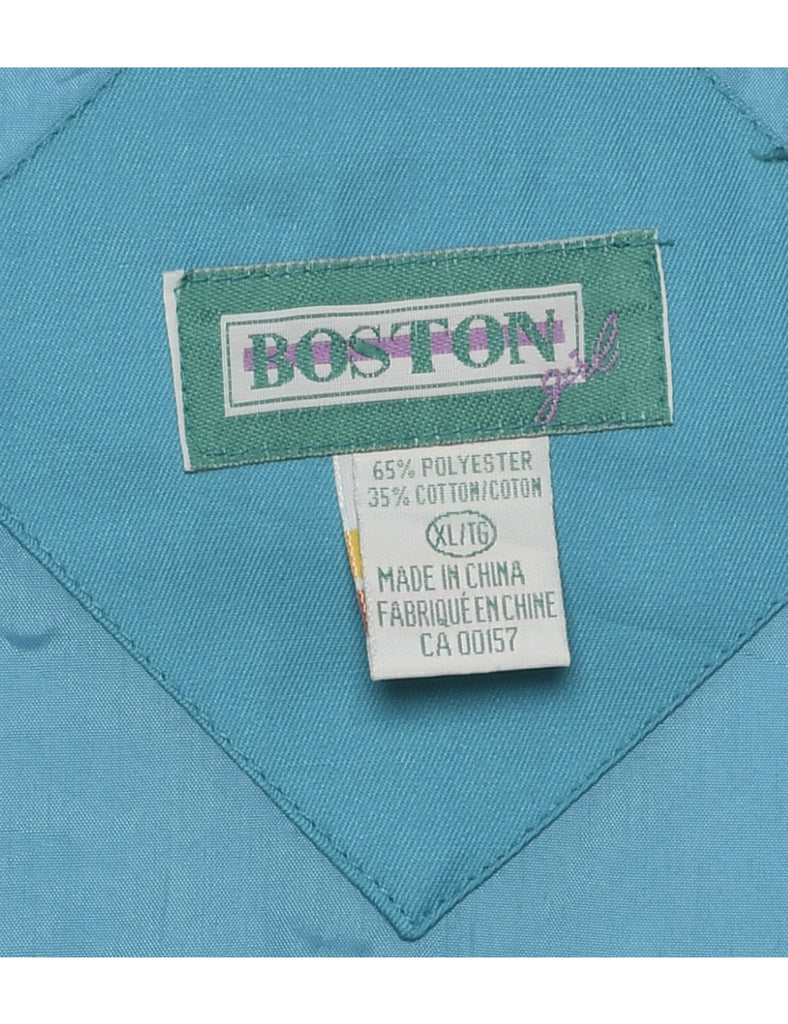 BOSTON
girl
65% POLYESTER
35% COTTON/COTON
XL/TG
MADE IN CHINA
FABRIQUÉ EN CHINE
CA 00157